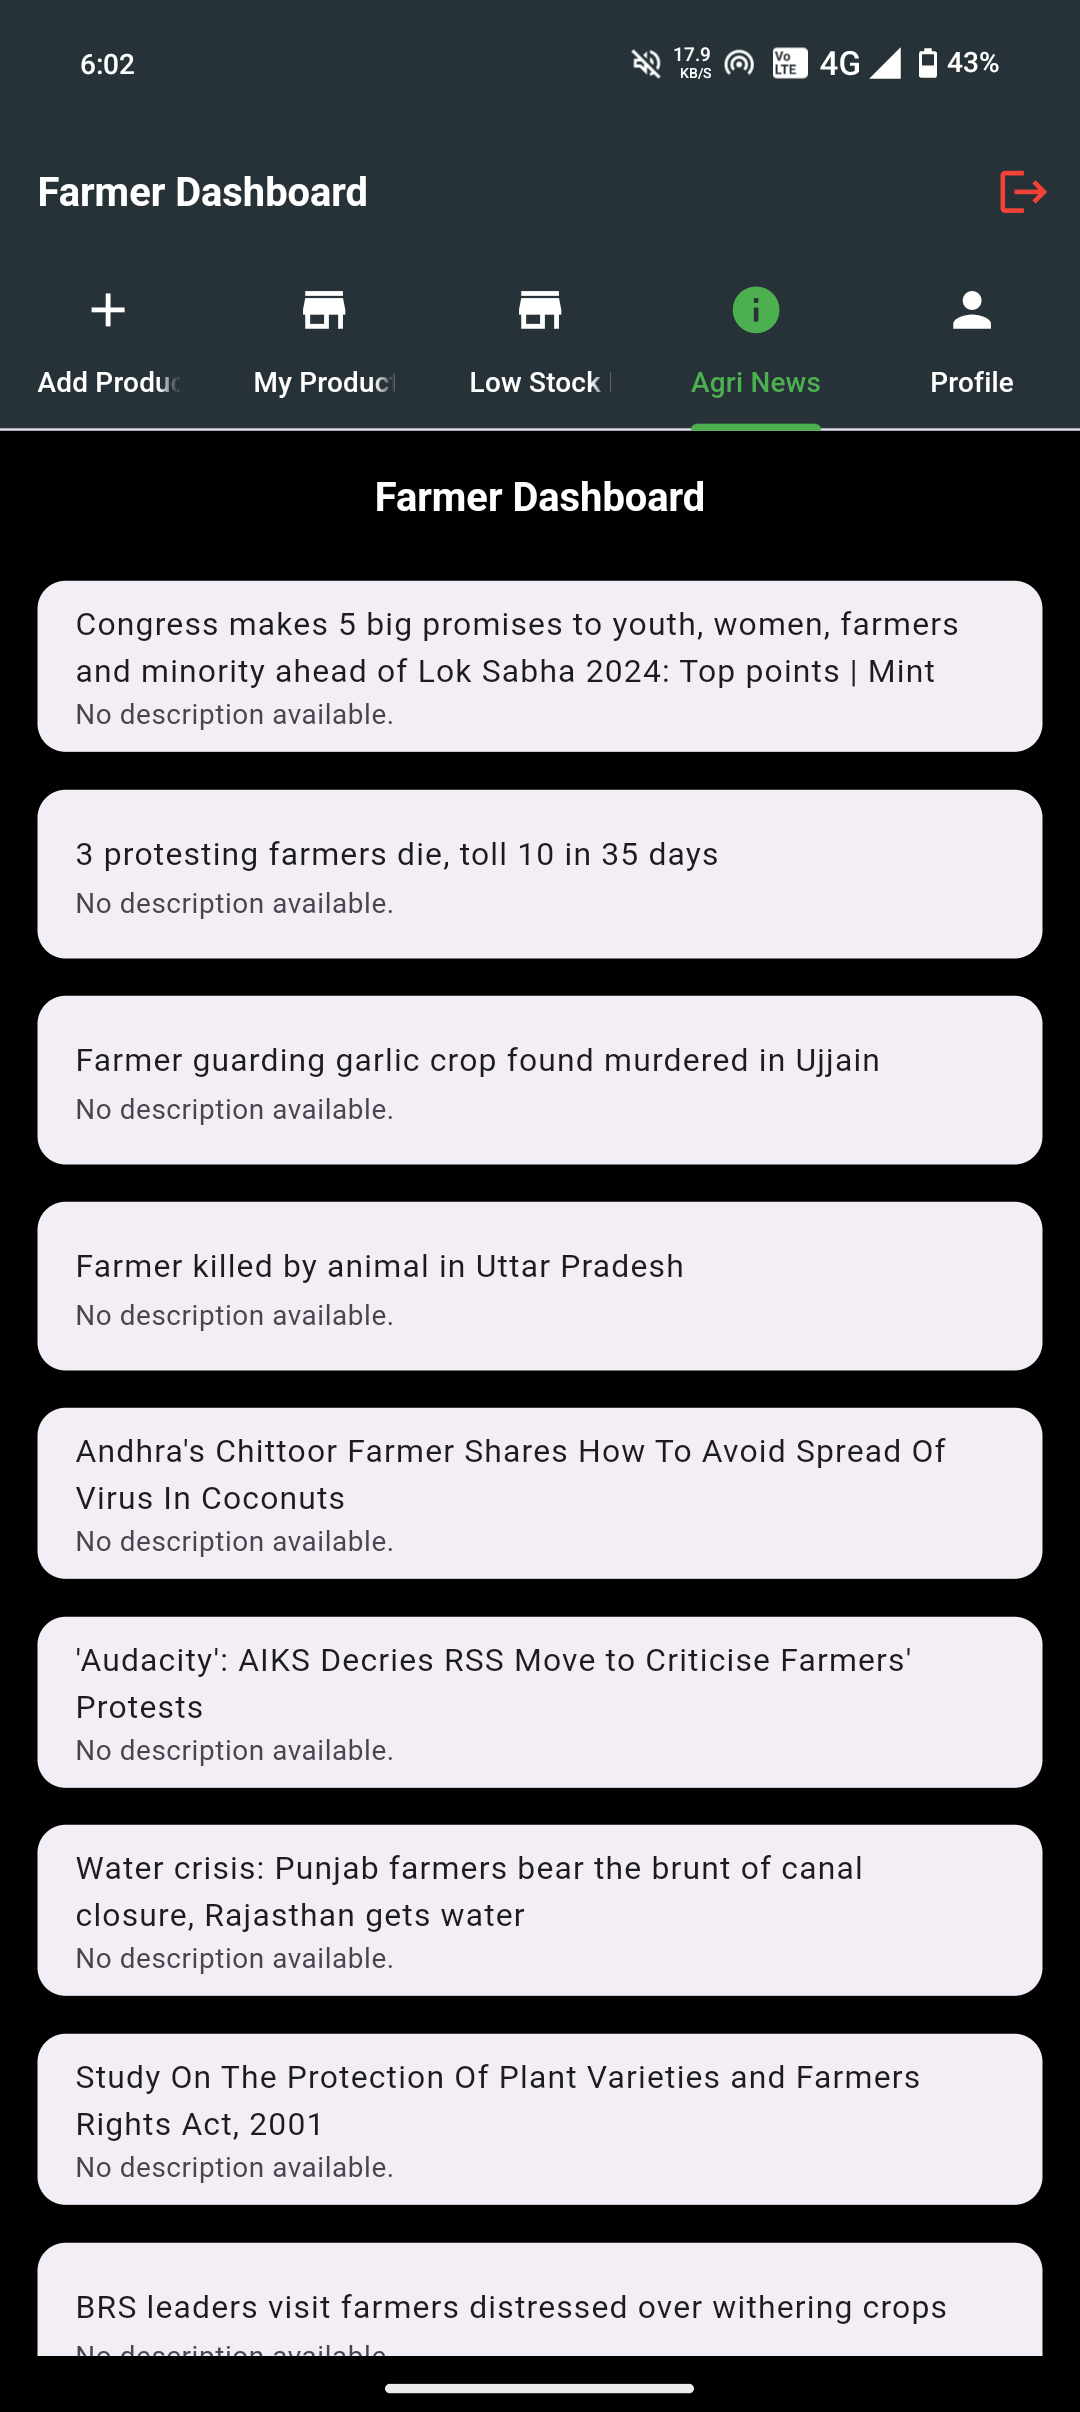 6:02
17.9
KB/S
Vo
LTE
4G
43%
Farmer Dashboard
Add Produc
My Product
Low Stock
Agri News
Profile
Farmer Dashboard
Congress makes 5 big promises to youth, women, farmers
and minority ahead of Lok Sabha 2024: Top points | Mint
No description available.
3 protesting farmers die, toll 10 in 35 days
No description available.
Farmer guarding garlic crop found murdered in Ujjain
No description available.
Farmer killed by animal in Uttar Pradesh
No description available.
Andhra's Chittoor Farmer Shares How To Avoid Spread Of
Virus In Coconuts
No description available.
'Audacity': AIKS Decries RSS Move to Criticise Farmers'
Protests
No description available.
Water crisis: Punjab farmers bear the brunt of canal
closure, Rajasthan gets water
No description available.
Study On The Protection Of Plant Varieties and Farmers
Rights Act, 2001
No description available.
BRS leaders visit farmers distressed over withering crops
No description available.